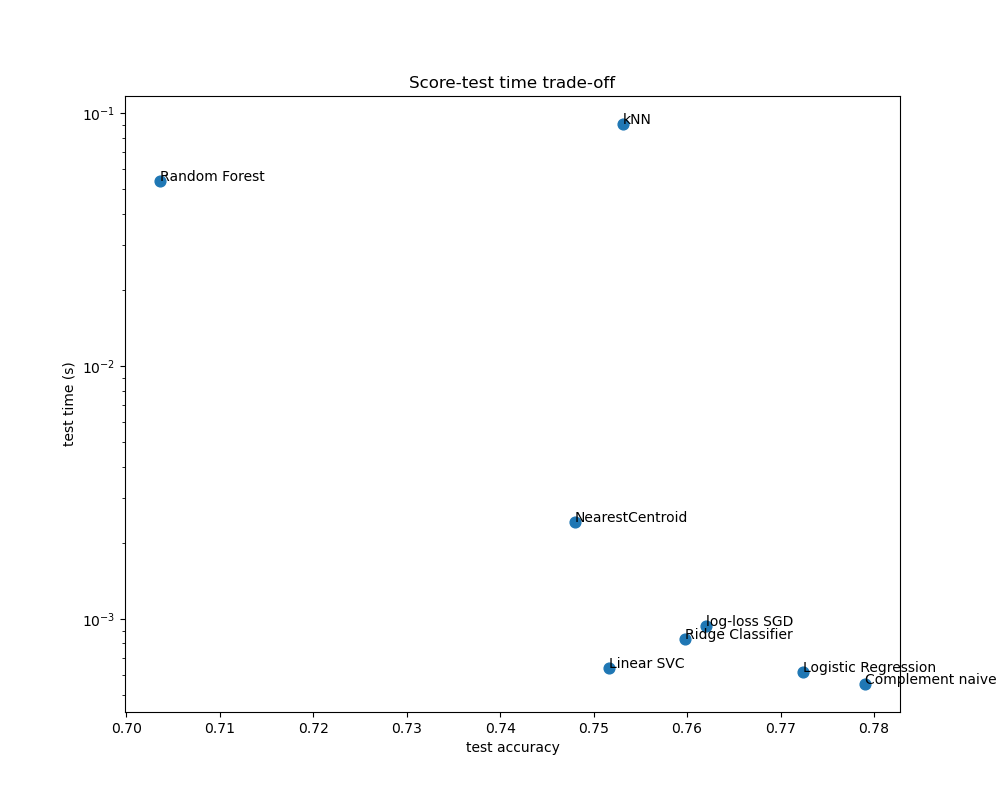 Score-test time trade-off
10⁻¹
10⁻²
10⁻³
test time (s)
kNN
Random Forest
NearestCentroid
log-loss SGD
Ridge Classifier
Linear SVC
Logistic Regression
Complement naive
0.70 0.71 0.72 0.73 0.74 0.75 0.76 0.77 0.78
test accuracy